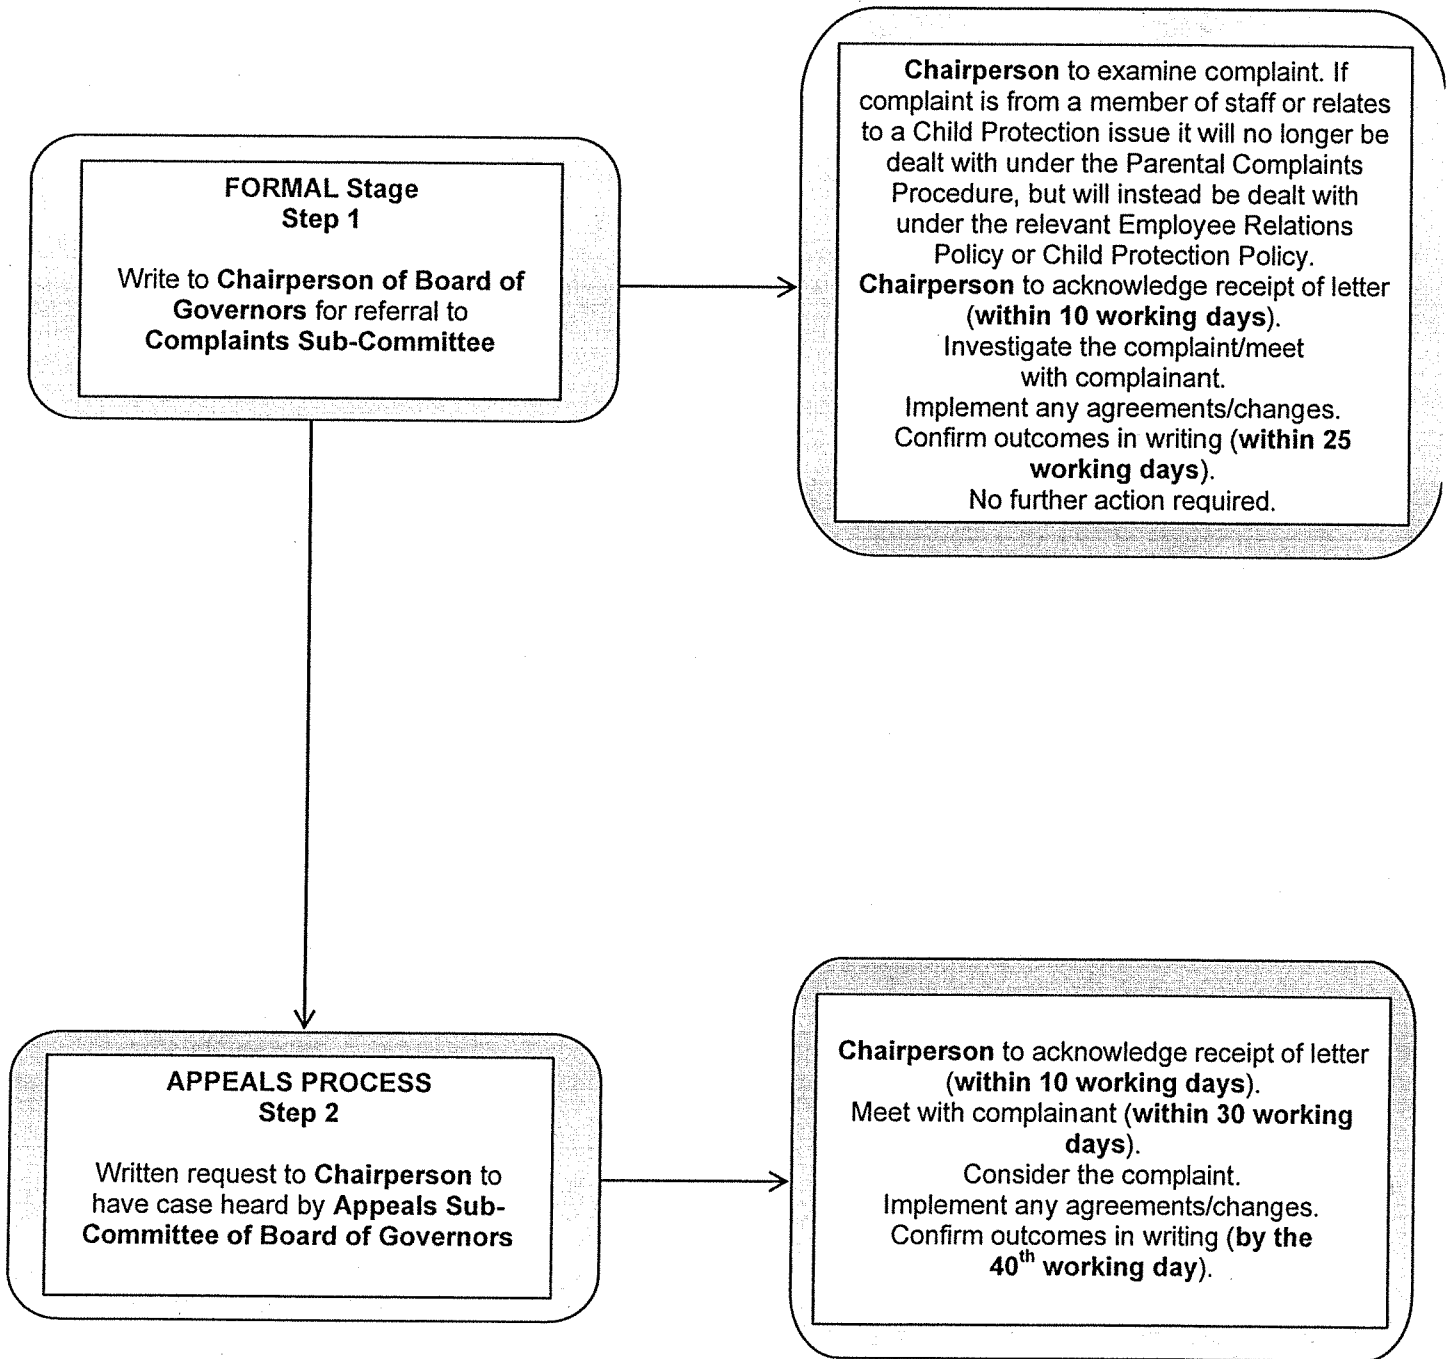 FORMAL Stage
Step 1
Write to Chairperson of Board of
Governors for referral to
Complaints Sub-Committee
Chairperson to examine complaint. If
complaint is from a member of staff or relates
to a Child Protection issue it will no longer be
dealt with under the Parental Complaints
Procedure, but will instead be dealt with
under the relevant Employee Relations
Policy or Child Protection Policy.
Chairperson to acknowledge receipt of letter
(within 10 working days).
Investigate the complaint/meet
with complainant.
Implement any agreements/changes.
Confirm outcomes in writing (within 25
working days).
No further action required.
APPEALS PROCESS
Step 2
Written request to Chairperson to
have case heard by Appeals Sub-
Committee of Board of Governors
Chairperson to acknowledge receipt of letter
(within 10 working days).
Meet with complainant (within 30 working
days).
Consider the complaint.
Implement any agreements/changes.
Confirm outcomes in writing (by the
40th working day).